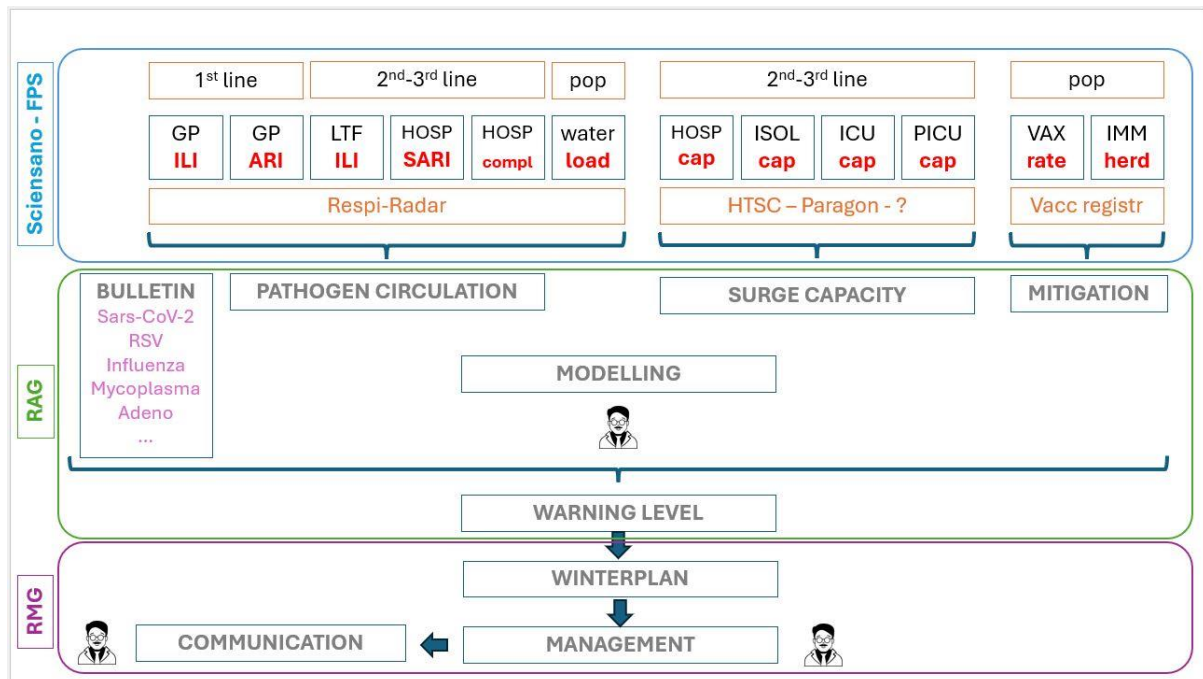 Sciensano - FPS
1st line
2nd-3rd line
pop
2nd-3rd line
pop
GP
ILI
GP
ARI
LTF
ILI
HOSP
SARI
HOSP
compl
water
load
HOSP
cap
ISOL
cap
ICU
cap
PICU
cap
VAX
rate
IMM
herd
Respi-Radar
HTSC – Paragon - ?
Vacc registr
RAG
BULLETIN
Sars-CoV-2
RSV
Influenza
Mycoplasma
Adeno
...
PATHOGEN CIRCULATION
SURGE CAPACITY
MITIGATION
MODELLING
WARNING LEVEL
RMG
WINTERPLAN
MANAGEMENT
COMMUNICATION